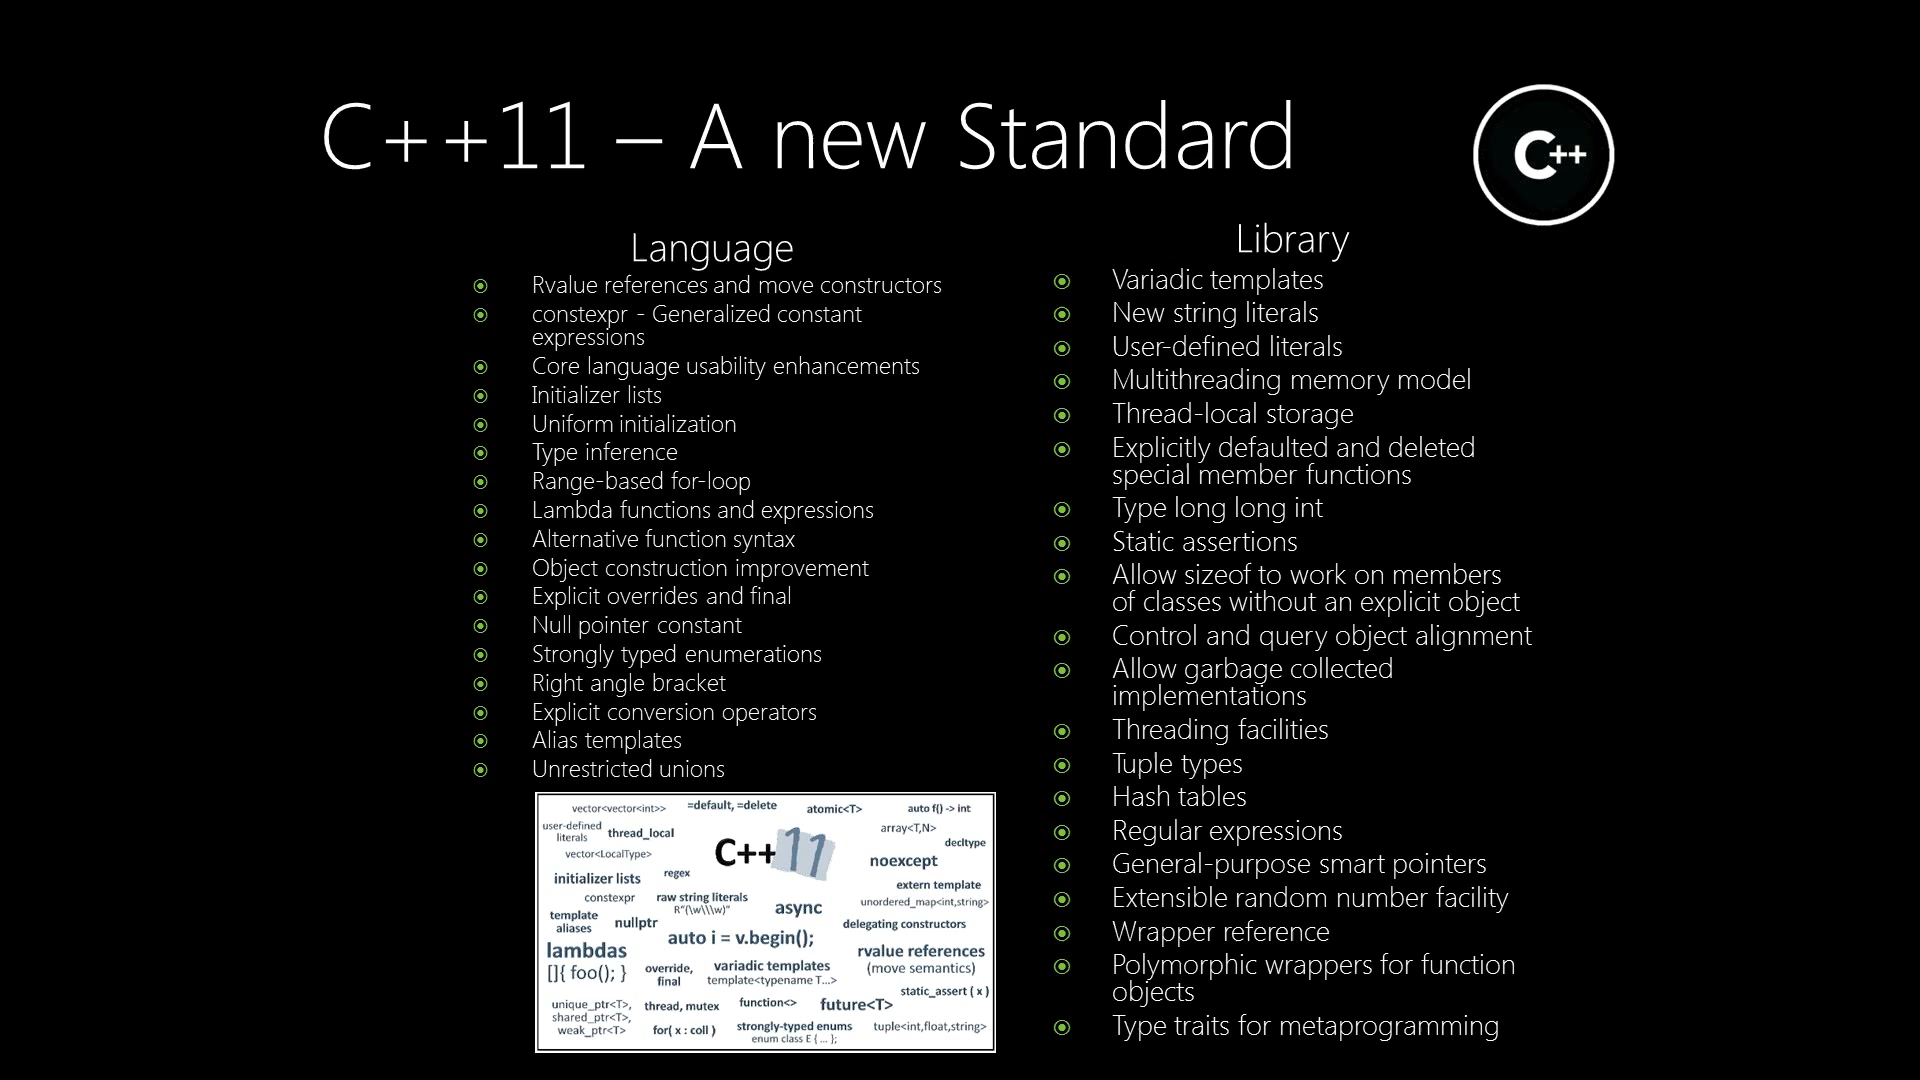 C++11 – A new Standard
C++
Language
Rvalue references and move constructors
constexpr - Generalized constant
expressions
Core language usability enhancements
Initializer lists
Uniform initialization
Type inference
Range-based for-loop
Lambda functions and expressions
Alternative function syntax
Object construction improvement
Explicit overrides and final
Null pointer constant
Strongly typed enumerations
Right angle bracket
Explicit conversion operators
Alias templates
Unrestricted unions
vector<vector<int>> =default, =delete atomic<T> auto f() -> int
user-defined
literals
thread_local
array<T,N>
C++11
decltype
vector<LocalType>
noexcept
initializer lists
regex
extern template
constexpr
raw string literals
R"(\w\\\w)"
async
unordered_map<int,string>
template
aliases
nullptr
delegating constructors
auto i = v.begin();
lambdas
[]{ foo(); }
rvalue references
(move semantics)
override,
final
variadic templates
template<typename T...>
static_assert ( x )
unique_ptr<T>,
shared_ptr<T>,
weak_ptr<T>
thread, mutex
function<>
future<T>
for( x : coll )
strongly-typed enums
enum class E { ... };
tuple<int,float,string>
Library
Variadic templates
New string literals
User-defined literals
Multithreading memory model
Thread-local storage
Explicitly defaulted and deleted
special member functions
Type long long int
Static assertions
Allow sizeof to work on members
of classes without an explicit object
Control and query object alignment
Allow garbage collected
implementations
Threading facilities
Tuple types
Hash tables
Regular expressions
General-purpose smart pointers
Extensible random number facility
Wrapper reference
Polymorphic wrappers for function
objects
Type traits for metaprogramming